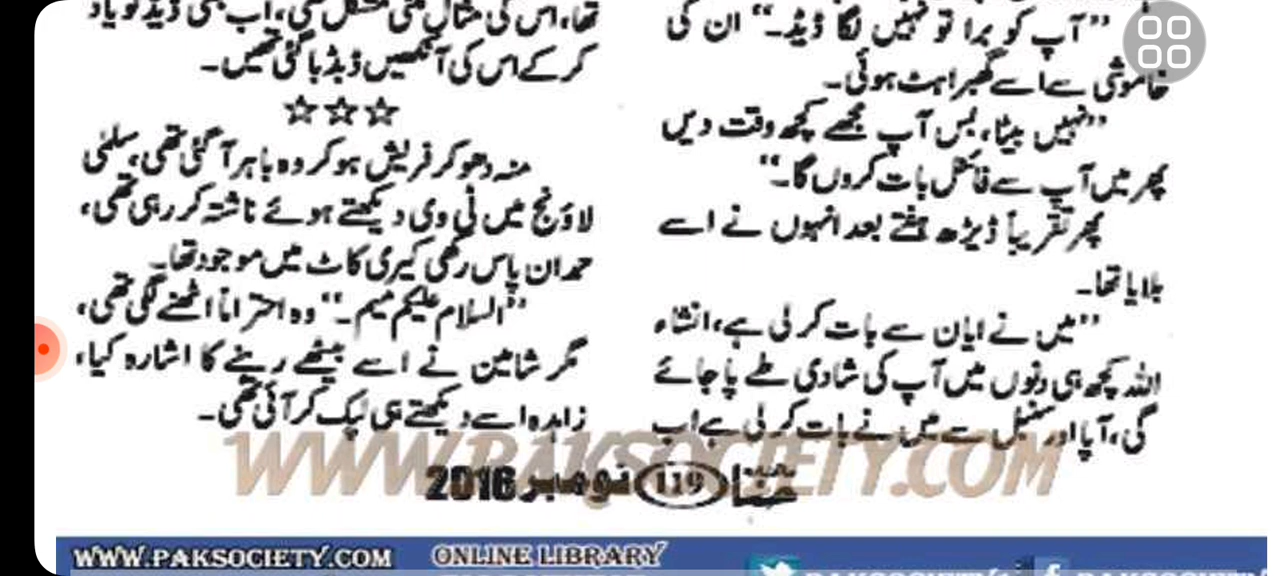 ”آپ کو برا تو نہیں لگا ڈیڈ۔“ ان کی
خاموشی سے اسے گھبراہٹ ہوئی۔
”نہیں بیٹا، بس آپ مجھے کچھ وقت دیں
پھر میں آپ سے فائنل بات کروں گا۔“
پھر تقریباً ڈیڑھ ہفتے بعد انہوں نے اسے
بلایا تھا۔
”میں نے ایان سے بات کر لی ہے، انشاء
اللہ کچھ ہی دنوں میں آپ کی شادی طے پا جائے
گی، آپا اور سے میں نے بات کر لی ہے اب
تھا، اس کی مثال ملنی مشکل تھی، اب بھی ڈیڈ کو یاد
کر کے اس کی آنکھیں ڈبڈبا گئی تھیں۔
☆☆☆
منہ دھو کر فریش ہو کر وہ باہر آ گئی تھی، سلمٰی
لاؤنج میں ٹی وی دیکھتے ہوئے ناشتہ کر رہی تھی،
حمدان پاس رکھی کیری کاٹ میں موجود تھا۔
”السلام علیکم میم۔“ وہ احتراماً اٹھنے لگی تھی،
مگر شامین نے اسے بیٹھے رہنے کا اشارہ کیا،
زاہدہ اسے دیکھتے ہی لپک کر آئی تھی۔
WWW.PAKSOCIETY.COM
حنا 119 نومبر 2016
WWW.PAKSOCIETY.COM ONLINE LIBRARY